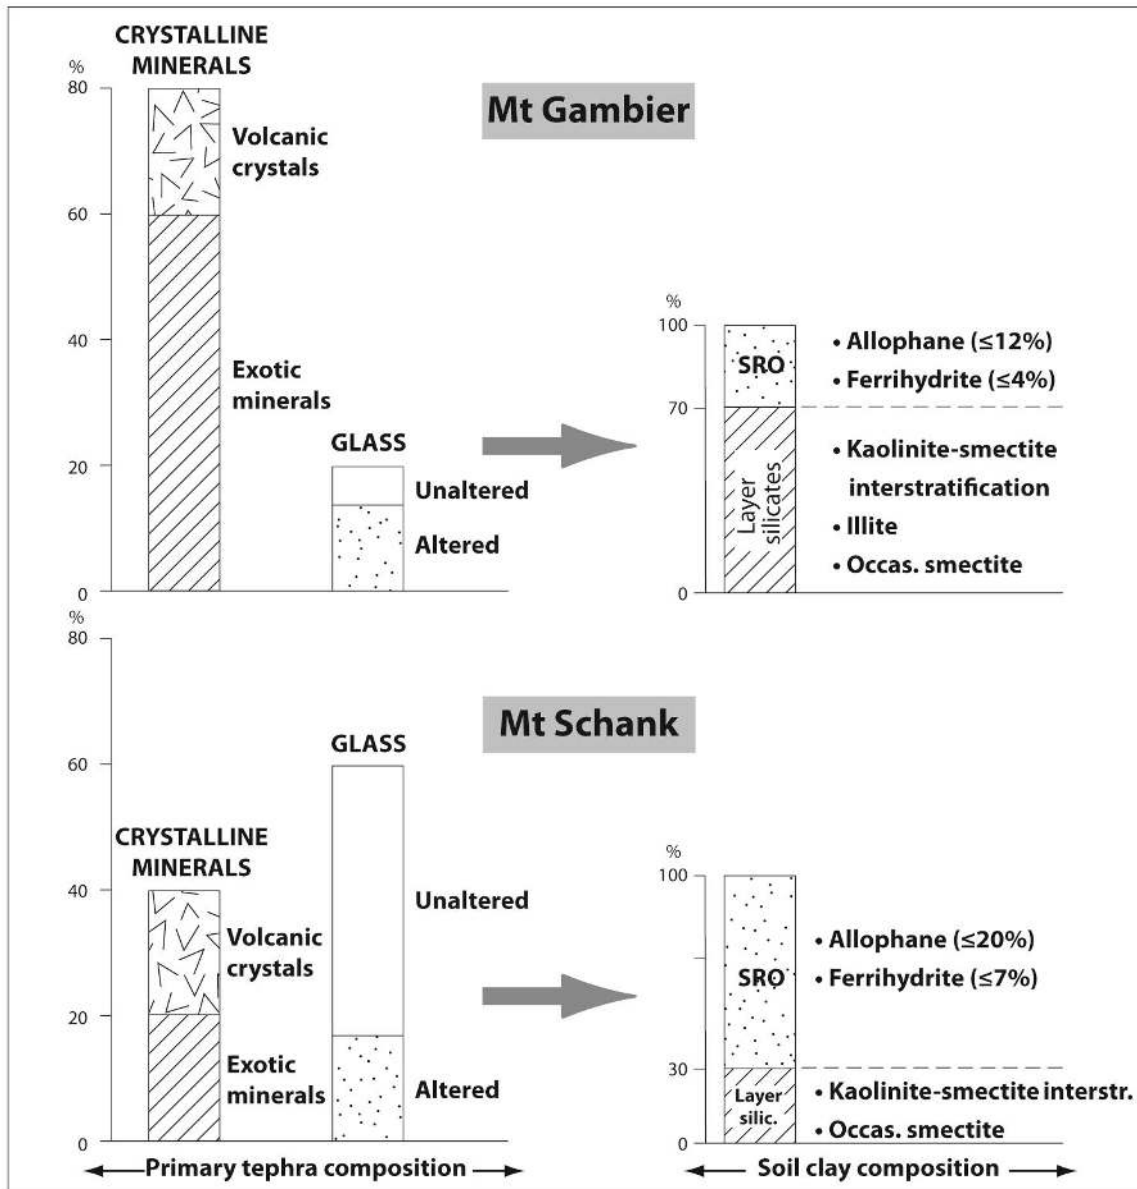 CRYSTALLINE
MINERALS
%
80
60
40
20
0
Volcanic
crystals
Exotic
minerals
GLASS
Unaltered
Altered
Mt Gambier
%
100
70
0
SRO
Layer
silicates
• Allophane (≤12%)
• Ferrihydrite (≤4%)
• Kaolinite-smectite
interstratification
• Illite
• Occas. smectite
%
80
60
40
20
0
CRYSTALLINE
MINERALS
Volcanic
crystals
Exotic
minerals
GLASS
Unaltered
Altered
Mt Schank
%
100
30
0
SRO
Layer
silic.
• Allophane (≤20%)
• Ferrihydrite (≤7%)
• Kaolinite-smectite interstr.
• Occas. smectite
Primary tephra composition
Soil clay composition